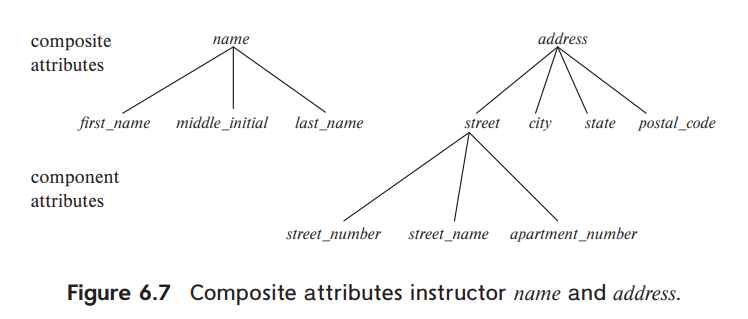 composite attributes
name
address
first_name middle_initial last_name
street city state postal_code
component attributes
street_number street_name apartment_number
Figure 6.7 Composite attributes instructor name and address.